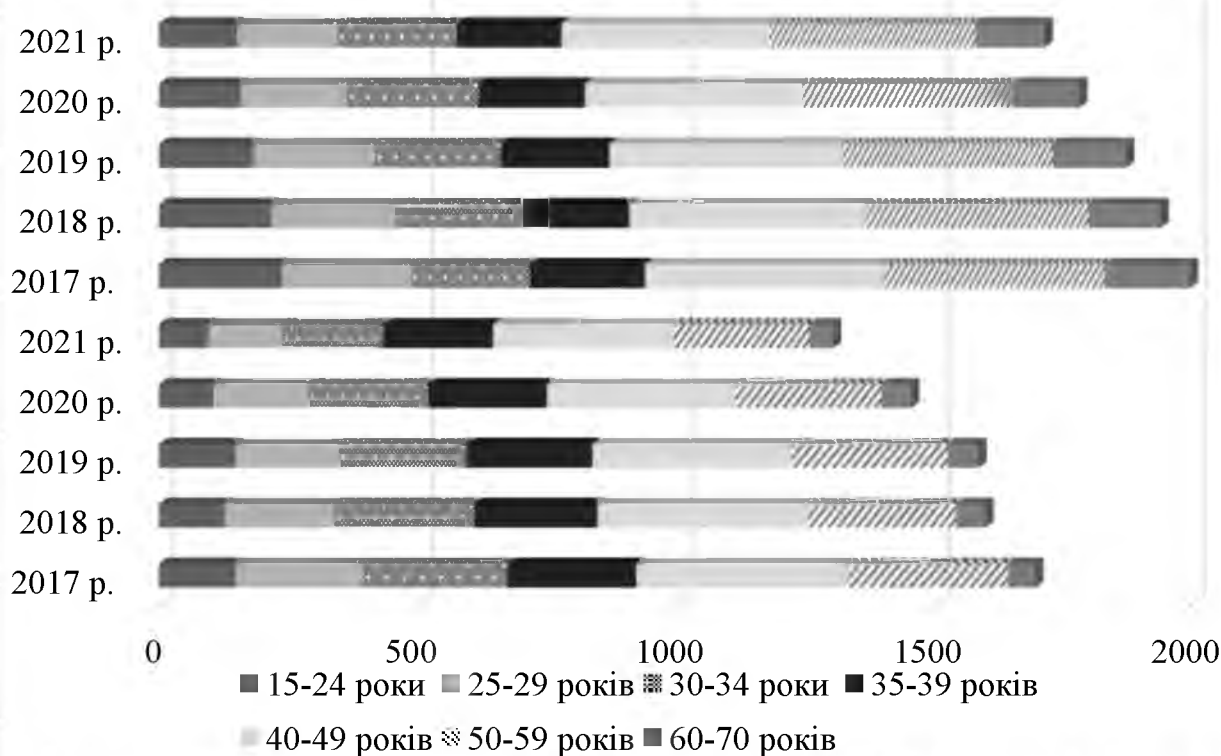 2021 р.
2020 р.
2019 р.
2018 р.
2017 р.
2021 р.
2020 р.
2019 р.
2018 р.
2017 р.
0 500 1000 1500 2000
15-24 роки 25-29 років 30-34 роки 35-39 років
40-49 років 50-59 років 60-70 років